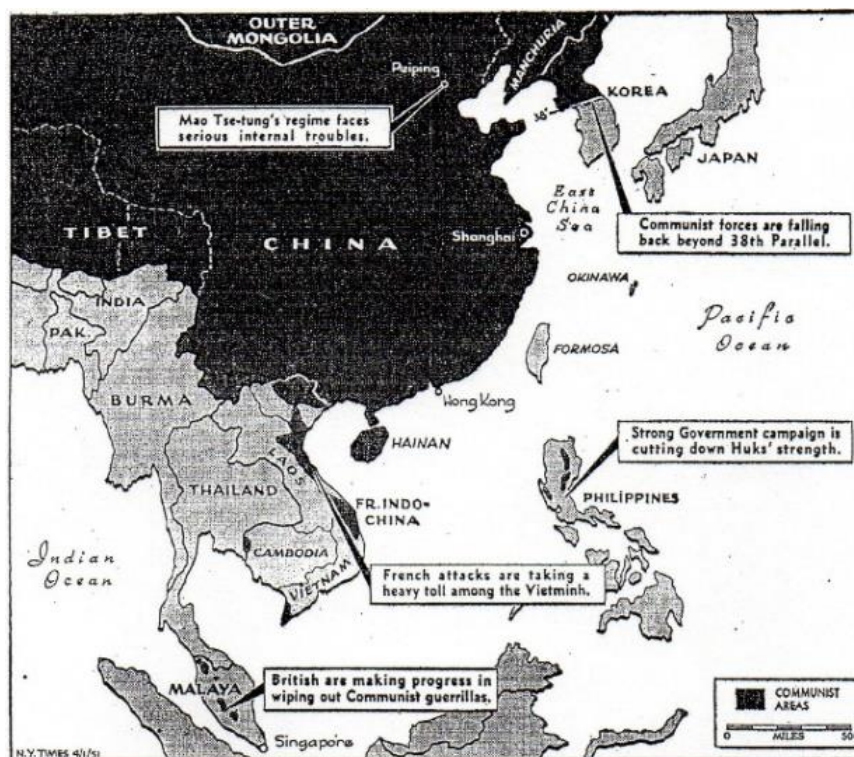 OUTER
MONGOLIA
MANCHURIA
Peiping
KOREA
38°
Mao Tse-tung's regime faces
serious internal troubles.
JAPAN
East
China
Sea
TIBET
CHINA
Shanghai
Communist forces are falling
back beyond 38th Parallel.
INDIA
OKINAWA
PAK.
Pacific
Ocean
FORMOSA
BURMA
Hong Kong
HAINAN
Strong Government campaign is
cutting down Huks' strength.
LAOS
THAILAND
FR. INDO-
CHINA
PHILIPPINES
Indian
Ocean
CAMBODIA
VIETNAM
French attacks are taking a
heavy toll among the Vietminh.
MALAYA
British are making progress in
wiping out Communist guerrillas.
COMMUNIST
AREAS
Singapore
0 MILES 50
N.Y. TIMES 4/1/51